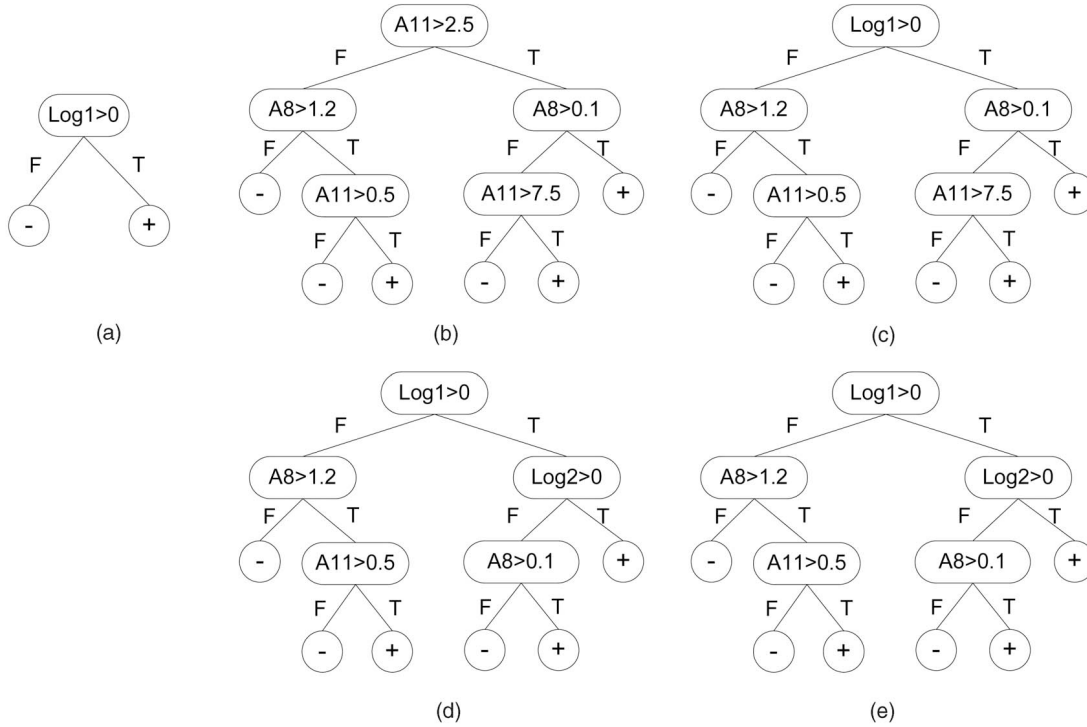 A11>2.5
Log1>0
F T
F T
A8>1.2 A8>0.1
A8>1.2 A8>0.1
Log1>0
F T
F T
F T
F T
F T
- A11>0.5 A11>7.5 +
- A11>0.5 A11>7.5 +
- +
F T F T
F T F T
- + - +
- + - +
(a)
(b)
(c)
Log1>0
Log1>0
F T
F T
A8>1.2 Log2>0
A8>1.2 Log2>0
F T F T
F T F T
- A11>0.5 A8>0.1 +
- A11>0.5 A8>0.1 +
F T F T
F T F T
- + - +
- + - +
(d)
(e)